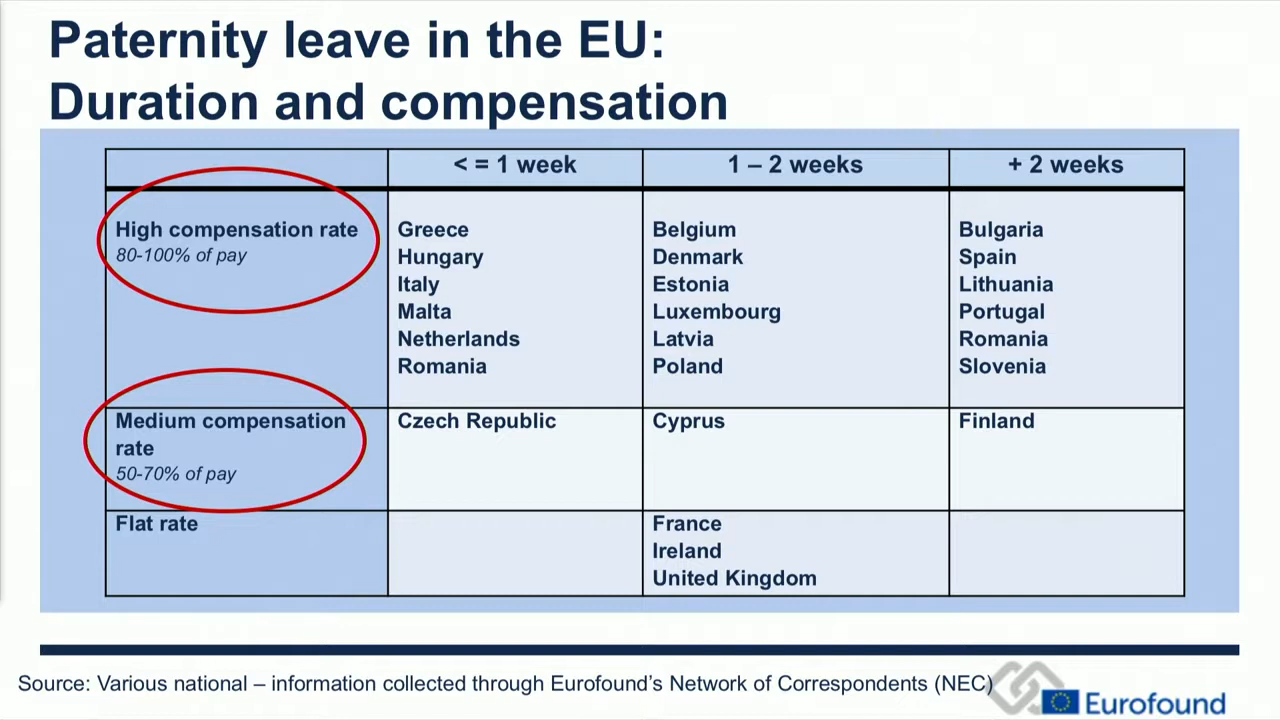 Paternity leave in the EU:
Duration and compensation
< = 1 week
1 – 2 weeks
+ 2 weeks
High compensation rate
80-100% of pay
Greece
Hungary
Italy
Malta
Netherlands
Romania
Belgium
Denmark
Estonia
Luxembourg
Latvia
Poland
Bulgaria
Spain
Lithuania
Portugal
Romania
Slovenia
Medium compensation
rate
50-70% of pay
Czech Republic
Cyprus
Finland
Flat rate
France
Ireland
United Kingdom
Source: Various national – information collected through Eurofound's Network of Correspondents (NEC)
Eurofound